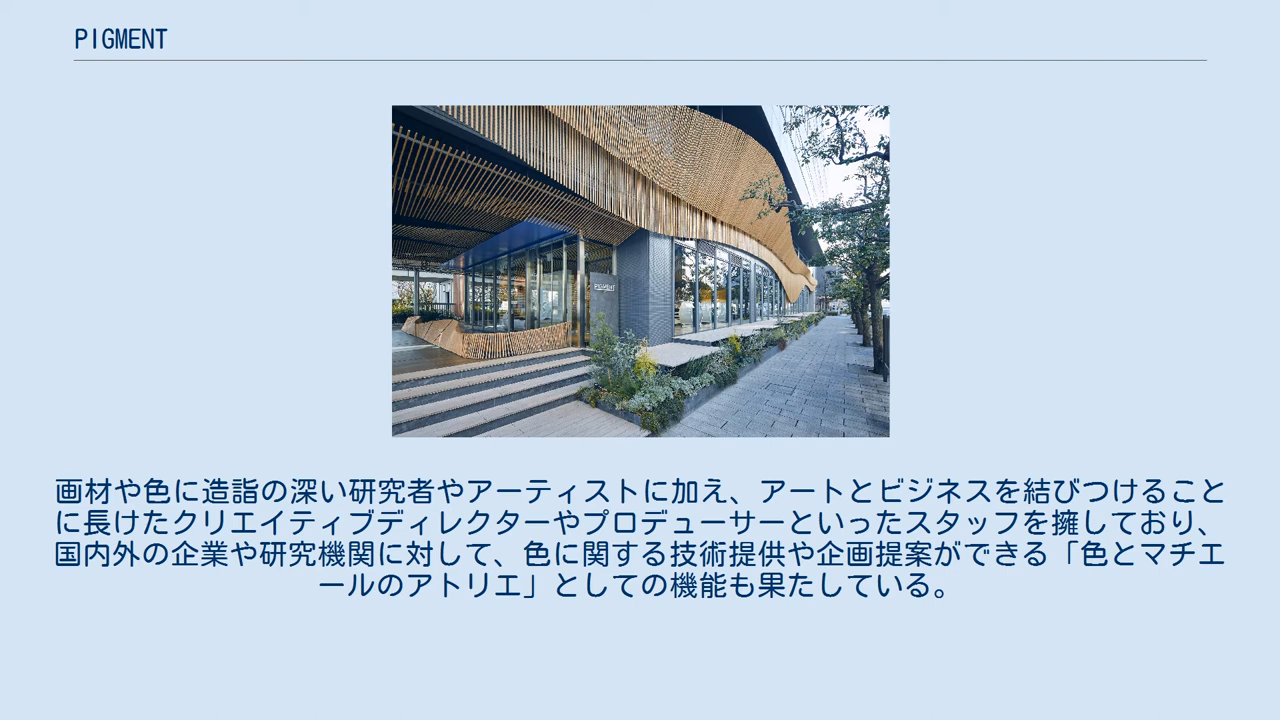 PIGMENT
PIGMENT
画材や色に造詣の深い研究者やアーティストに加え、アートとビジネスを結びつけること
に長けたクリエイティブディレクターやプロデューサーといったスタッフを擁しており、
国内外の企業や研究機関に対して、色に関する技術提供や企画提案ができる「色とマチエ
ールのアトリエ」としての機能も果たしている。